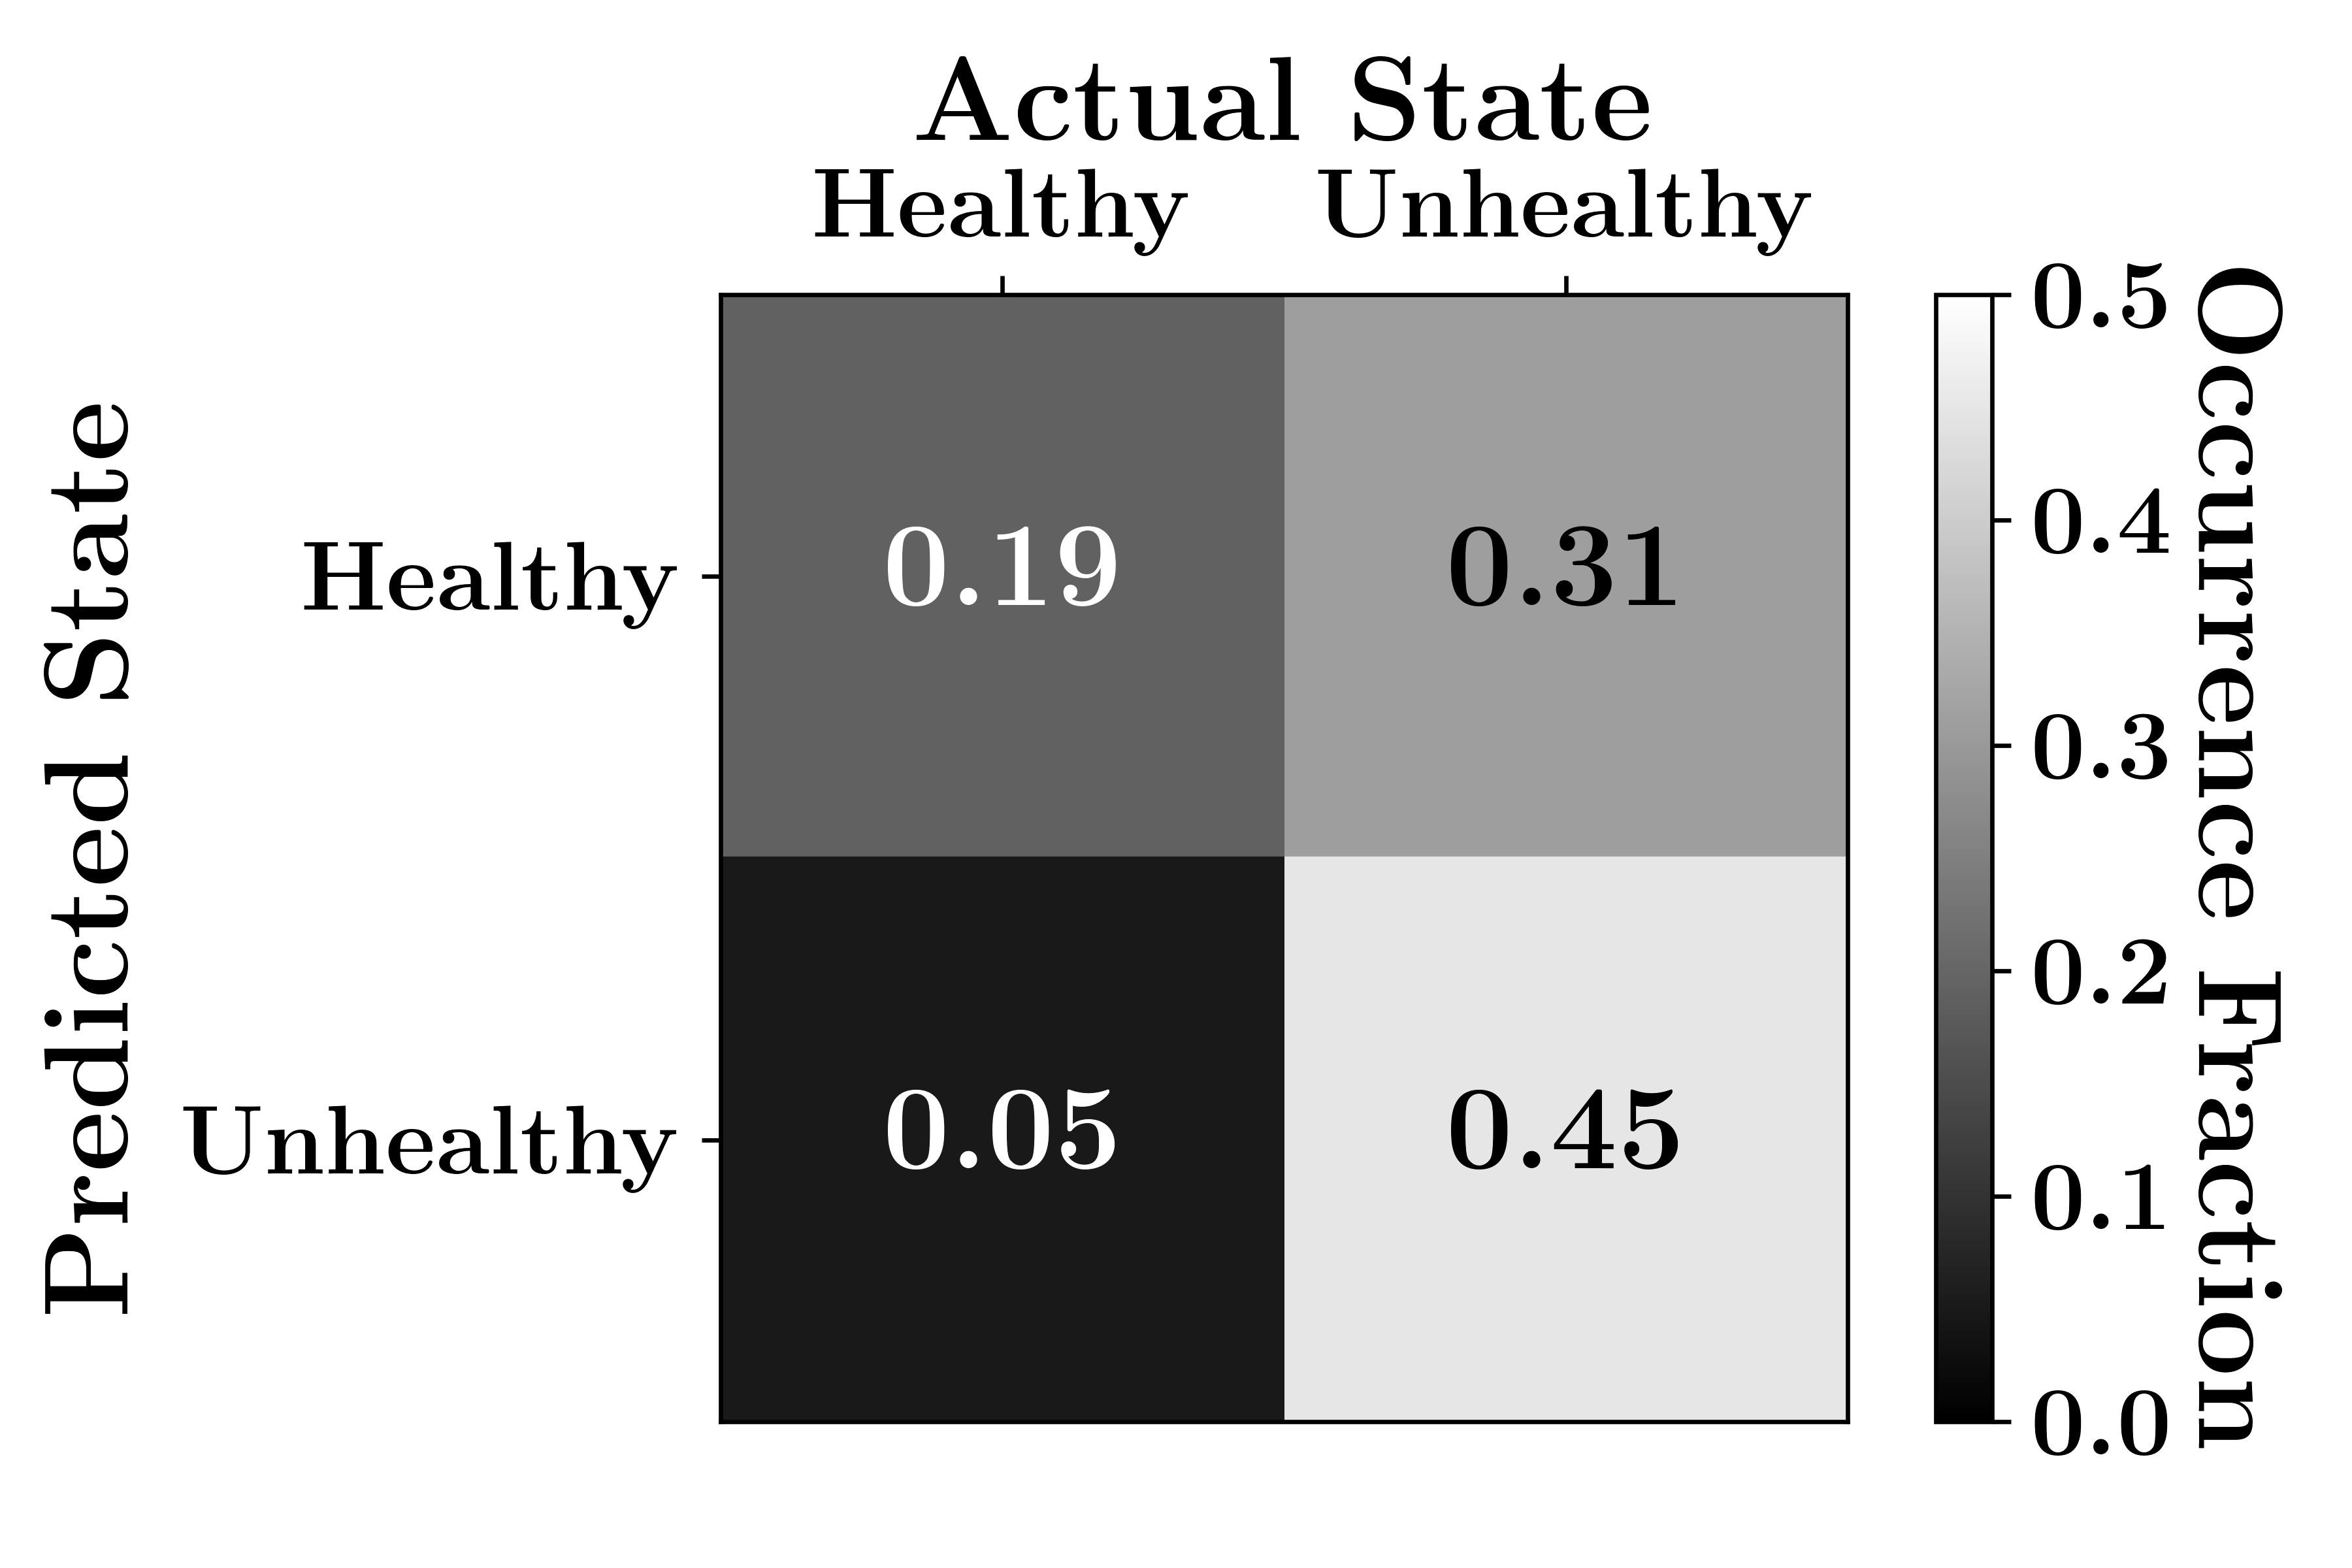 Actual State
Healthy Unhealthy
Predicted State
Healthy
Unhealthy
0.19 0.31
0.05 0.45
0.5
0.4
0.3
0.2
0.1
0.0
Occurrence Fraction